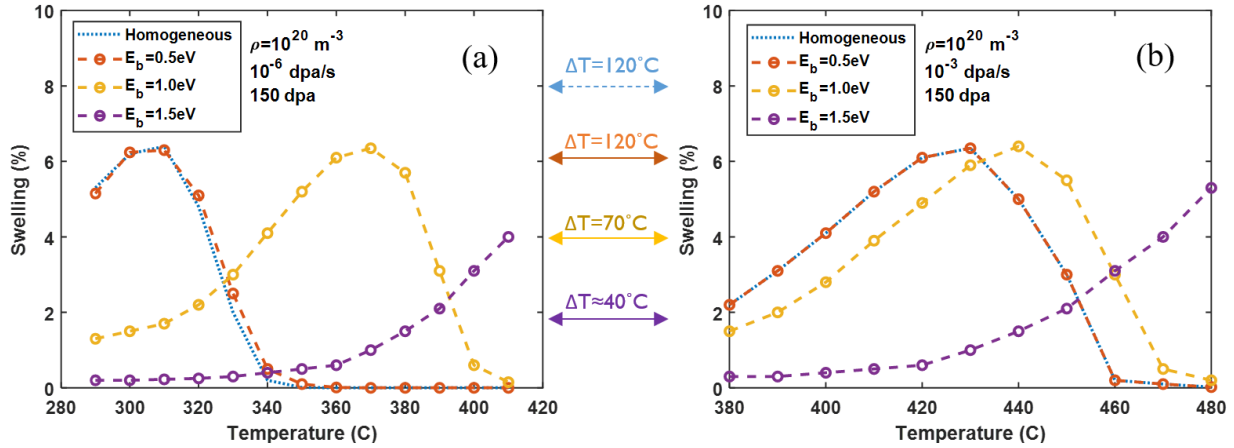 Homogeneous
E_b=0.5eV
E_b=1.0eV
E_b=1.5eV
ρ=10^20 m^-3
10^-6 dpa/s
150 dpa
(a)
10
8
6
4
2
0
Swelling (%)
280 300 320 340 360 380 400 420
Temperature (C)
ΔT=120°C
ΔT=120°C
ΔT=70°C
ΔT≈40°C
Homogeneous
E_b=0.5eV
E_b=1.0eV
E_b=1.5eV
ρ=10^20 m^-3
10^-3 dpa/s
150 dpa
(b)
10
8
6
4
2
0
Swelling (%)
380 400 420 440 460 480
Temperature (C)